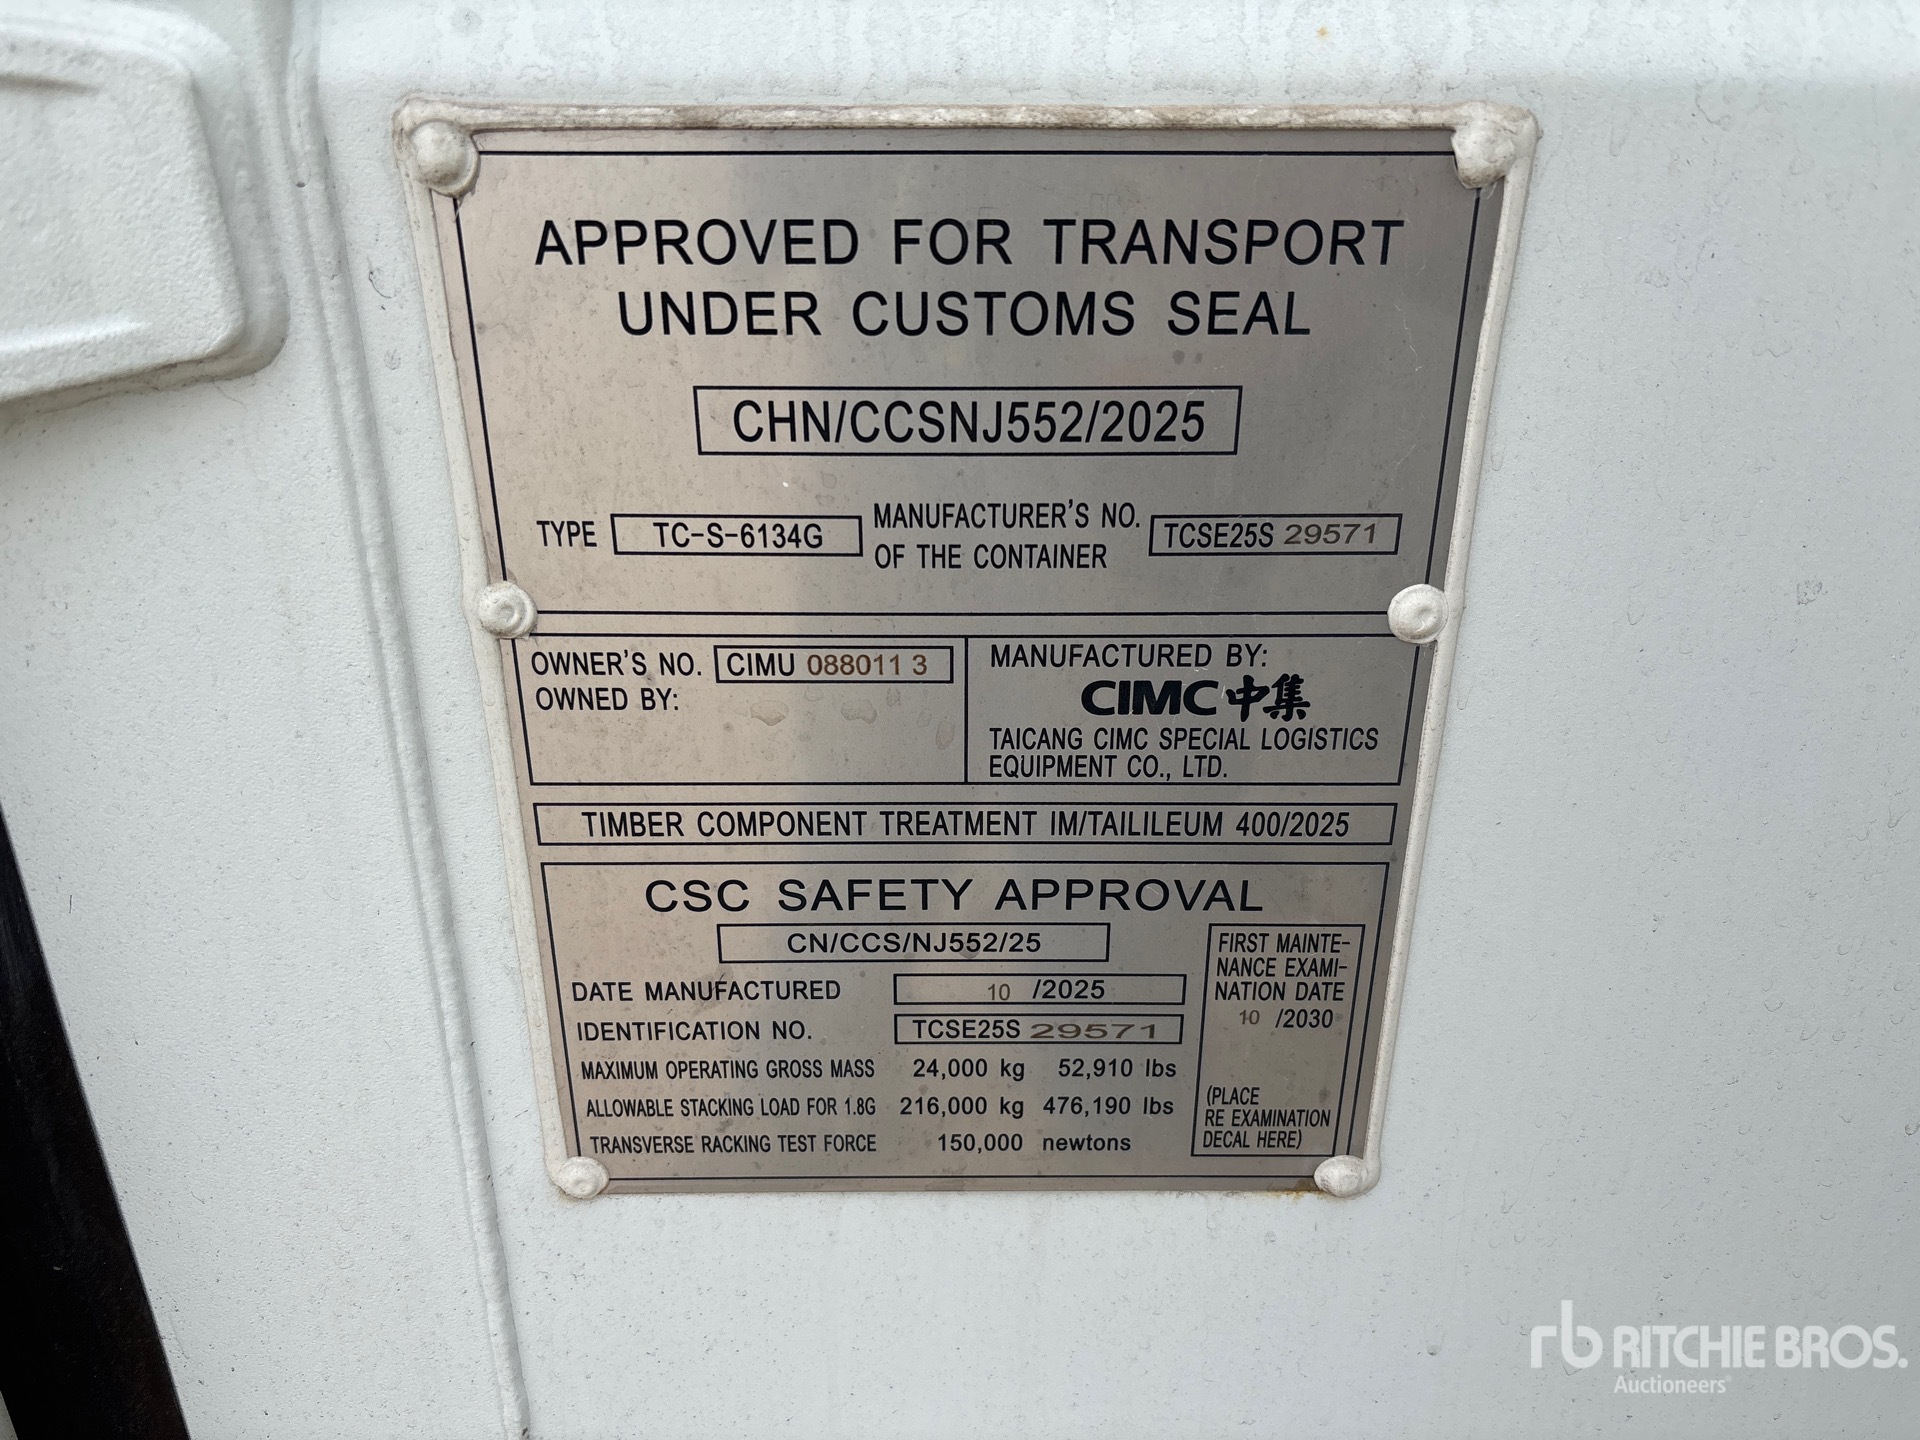 APPROVED FOR TRANSPORT
UNDER CUSTOMS SEAL
CHN/CCSNJ552/2025
TYPE TC-S-6134G MANUFACTURER'S NO. OF THE CONTAINER TCSE25S 29571
OWNER'S NO. CIMU 088011 3
OWNED BY:
MANUFACTURED BY:
CIMC中集
TAICANG CIMC SPECIAL LOGISTICS
EQUIPMENT CO., LTD.
TIMBER COMPONENT TREATMENT IM/TAILILEUM 400/2025
CSC SAFETY APPROVAL
CN/CCS/NJ552/25
DATE MANUFACTURED 10 /2025
IDENTIFICATION NO. TCSE25S 29571
MAXIMUM OPERATING GROSS MASS 24,000 kg 52,910 lbs
ALLOWABLE STACKING LOAD FOR 1.8G 216,000 kg 476,190 lbs
TRANSVERSE RACKING TEST FORCE 150,000 newtons
FIRST MAINTE-
NANCE EXAMI-
NATION DATE
10 /2030
(PLACE
RE EXAMINATION
DECAL HERE)
rb RITCHIE BROS.
Auctioneers